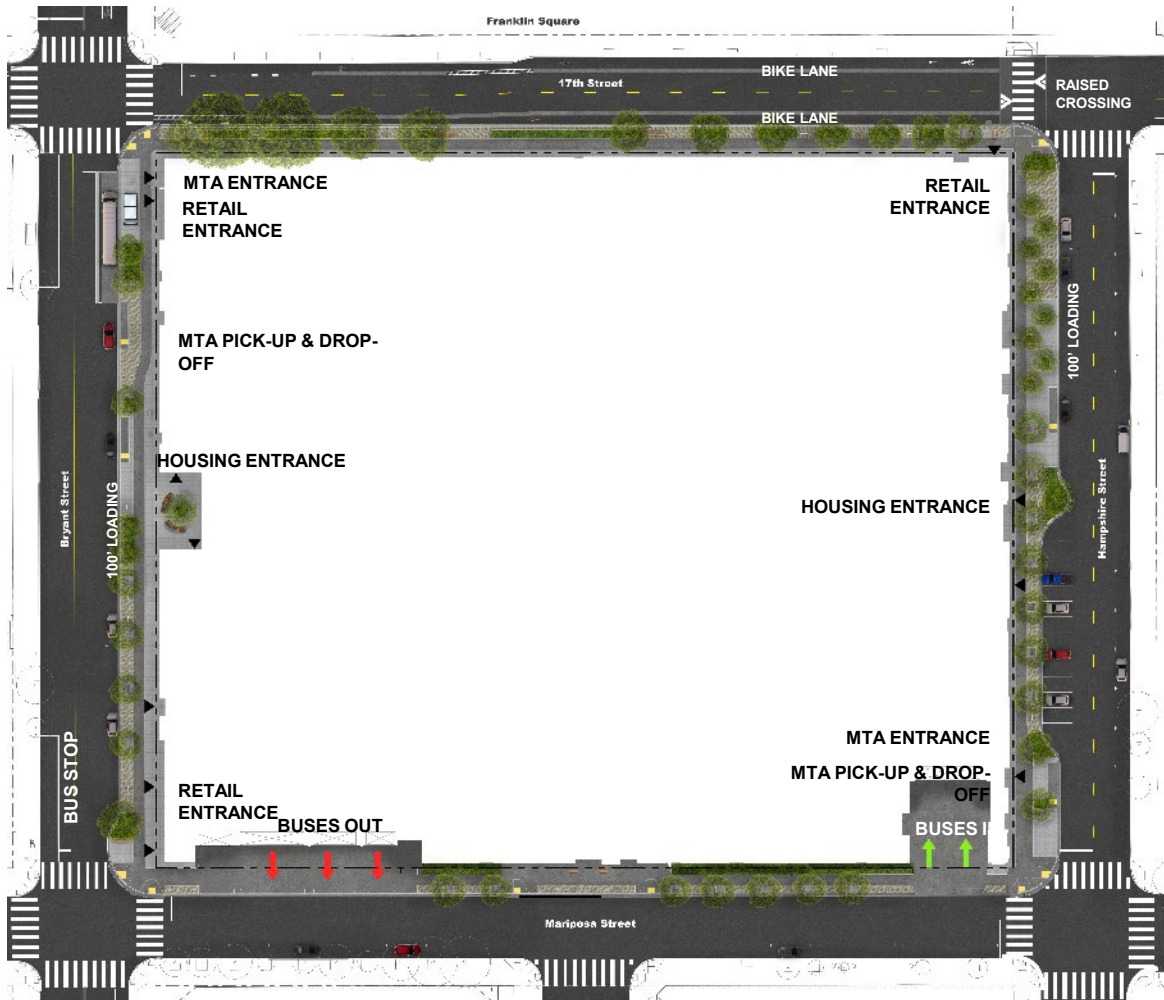 Franklin Square
BIKE LANE
17th Street
RAISED
CROSSING
BIKE LANE
MTA ENTRANCE
RETAIL
ENTRANCE
RETAIL
ENTRANCE
MTA PICK-UP & DROP-
OFF
100' LOADING
HOUSING ENTRANCE
Bryant Street
100' LOADING
HOUSING ENTRANCE
Hampshire Street
BUS STOP
MTA ENTRANCE
MTA PICK-UP & DROP-
OFF
RETAIL
ENTRANCE
BUSES OUT
BUSES I
Mariposa Street